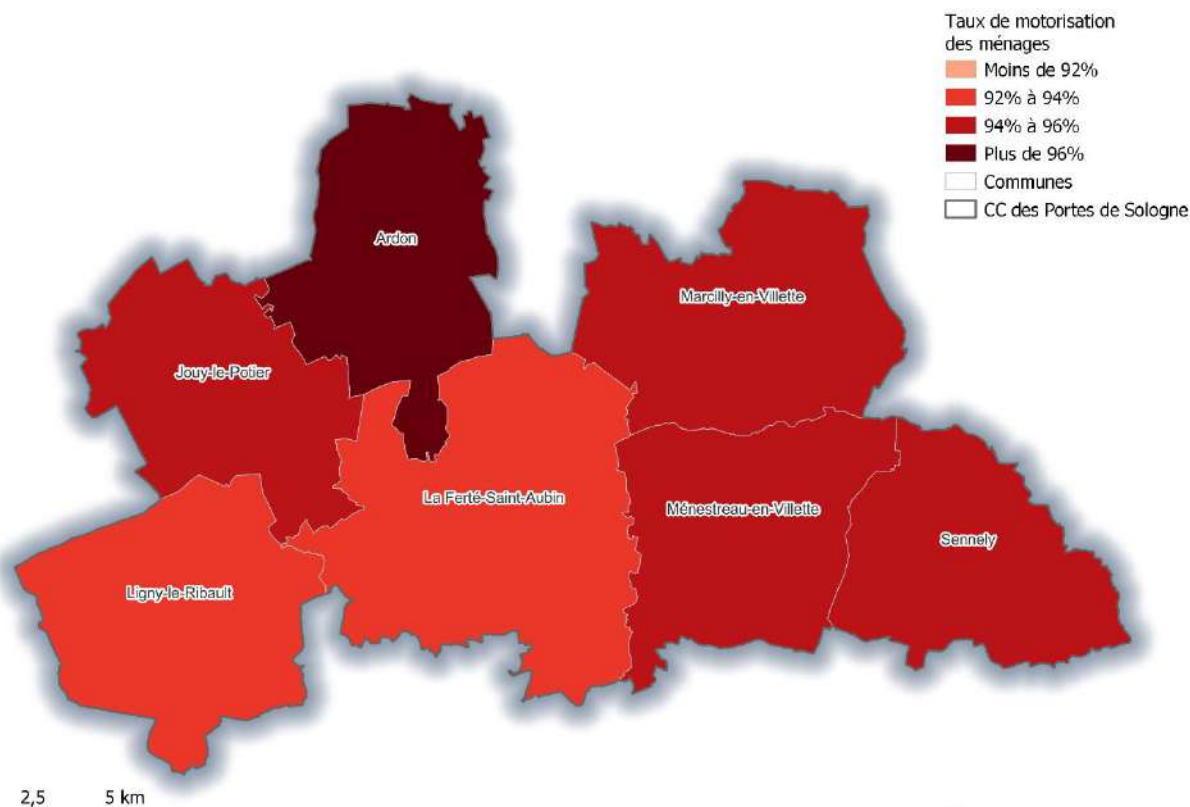 Taux de motorisation
des ménages
Moins de 92%
92% à 94%
94% à 96%
Plus de 96%
Communes
CC des Portes de Sologne
Ardon
Marcilly-en-Villette
Jouy-le-Potier
La Ferté-Saint-Aubin
Ménestreau-en-Villette
Sennely
Ligny-le-Ribault
2,5 5 km